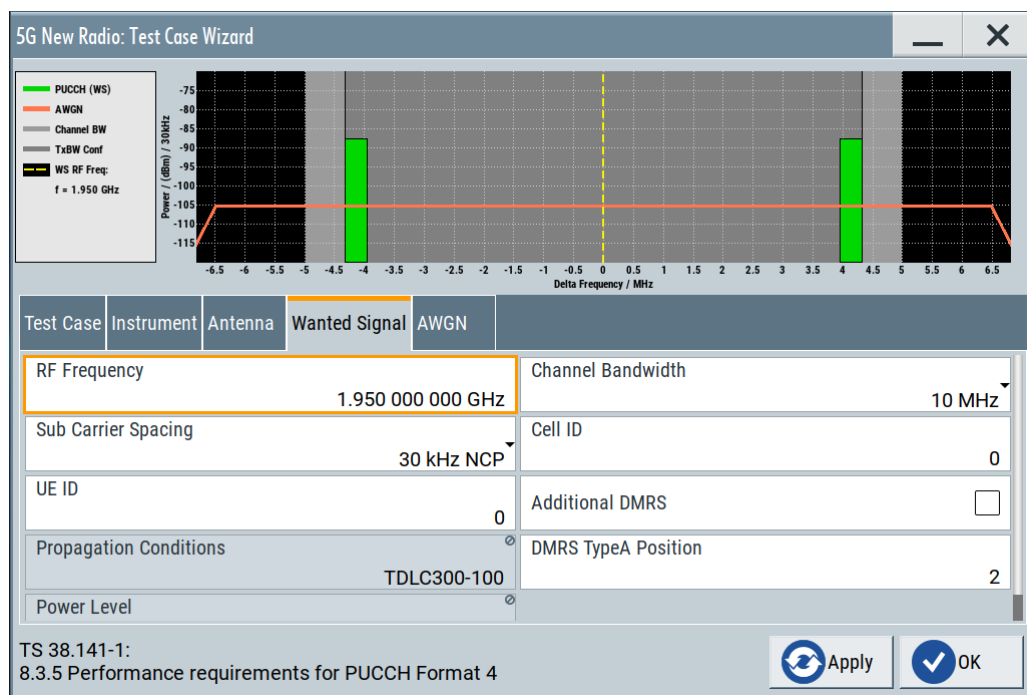 5G New Radio: Test Case Wizard
PUCCH (WS)
AWGN
Channel BW
TxBW Conf
WS RF Freq:
f = 1.950 GHz
Power / (dBm) / 30kHz
-75
-80
-85
-90
-95
-100
-105
-110
-115
-6.5 -6 -5.5 -5 -4.5 -4 -3.5 -3 -2.5 -2 -1.5 -1 -0.5 0 0.5 1 1.5 2 2.5 3 3.5 4 4.5 5 5.5 6 6.5
Delta Frequency / MHz
Test Case Instrument Antenna Wanted Signal AWGN
RF Frequency
1.950 000 000 GHz
Channel Bandwidth
10 MHz
Sub Carrier Spacing
30 kHz NCP
Cell ID
0
UE ID
0
Additional DMRS
Propagation Conditions
TDLC300-100
DMRS TypeA Position
2
Power Level
TS 38.141-1:
8.3.5 Performance requirements for PUCCH Format 4
Apply
OK